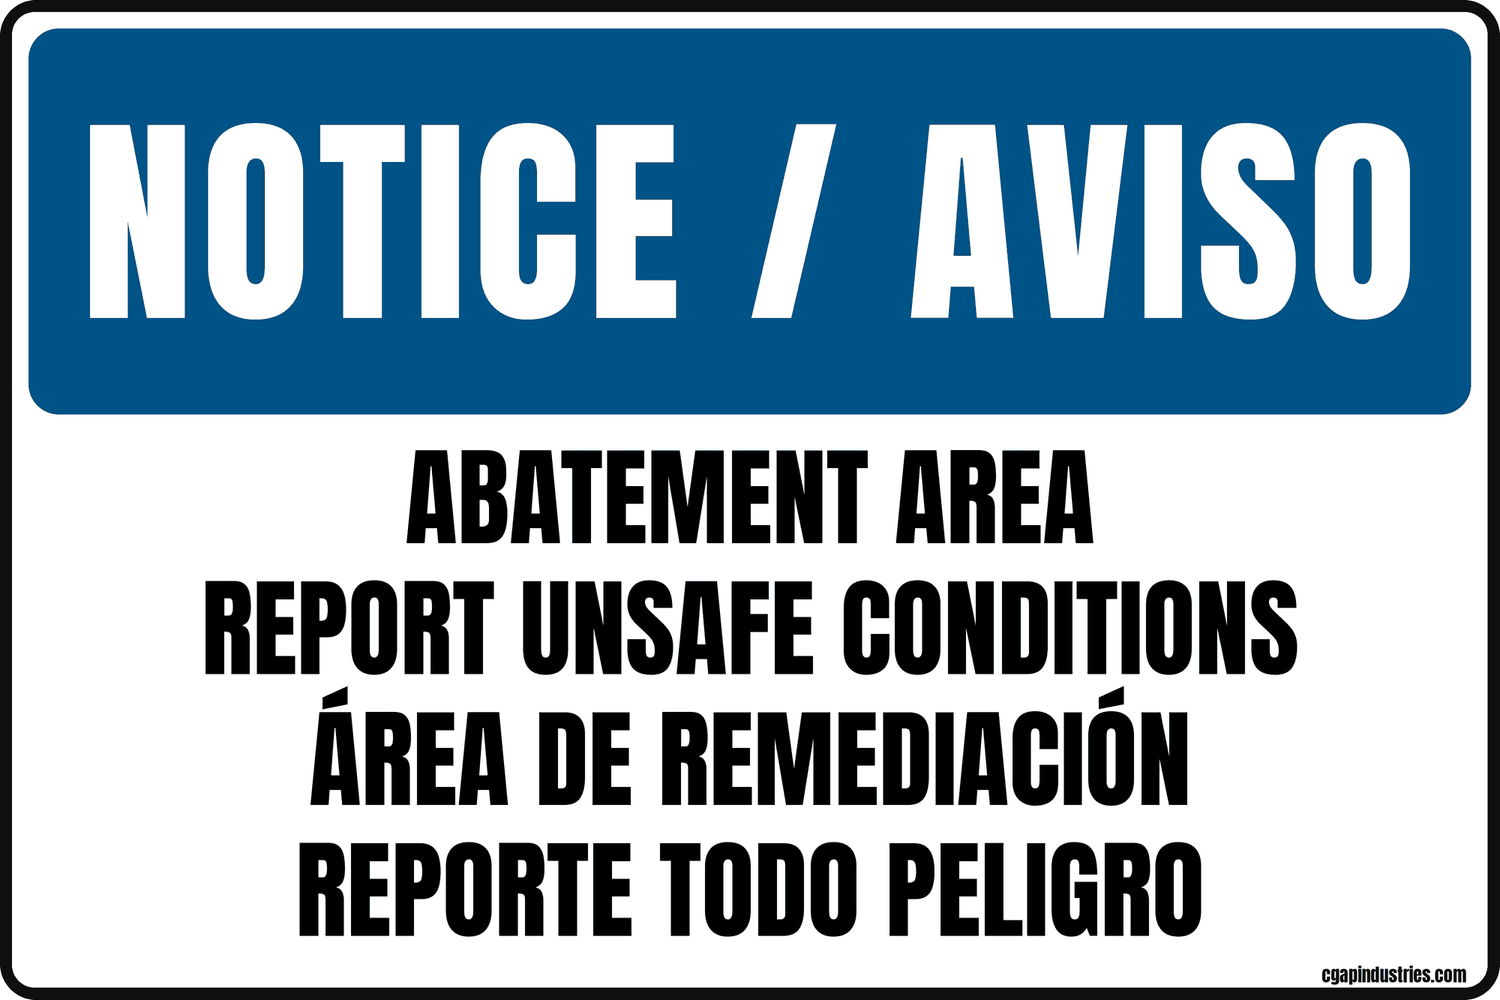 NOTICE / AVISO
ABATEMENT AREA
REPORT UNSAFE CONDITIONS
ÁREA DE REMEDIACIÓN
REPORTE TODO PELIGRO
cgapindustries.com